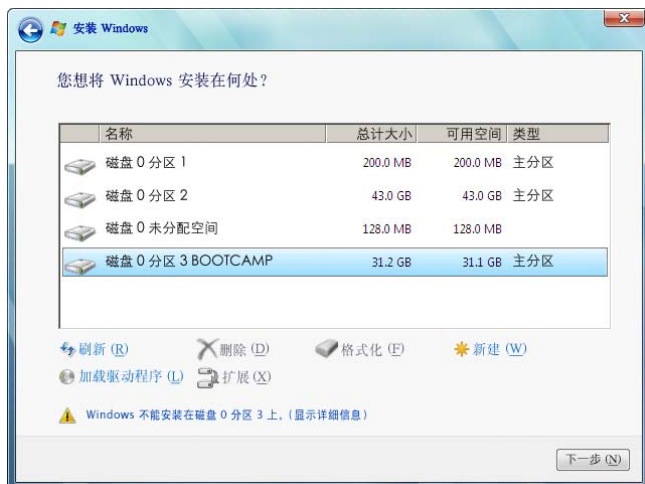 安装 Windows
您想将 Windows 安装在何处？
名称 总计大小 可用空间 类型
磁盘 0 分区 1 200.0 MB 200.0 MB 主分区
磁盘 0 分区 2 43.0 GB 43.0 GB 主分区
磁盘 0 未分配空间 128.0 MB 128.0 MB
磁盘 0 分区 3 BOOTCAMP 31.2 GB 31.1 GB 主分区
刷新 (R) 删除 (D) 格式化 (F) 新建 (W)
加载驱动程序 (L) 扩展 (X)
Windows 不能安装在磁盘 0 分区 3 上。(显示详细信息)
下一步 (N)